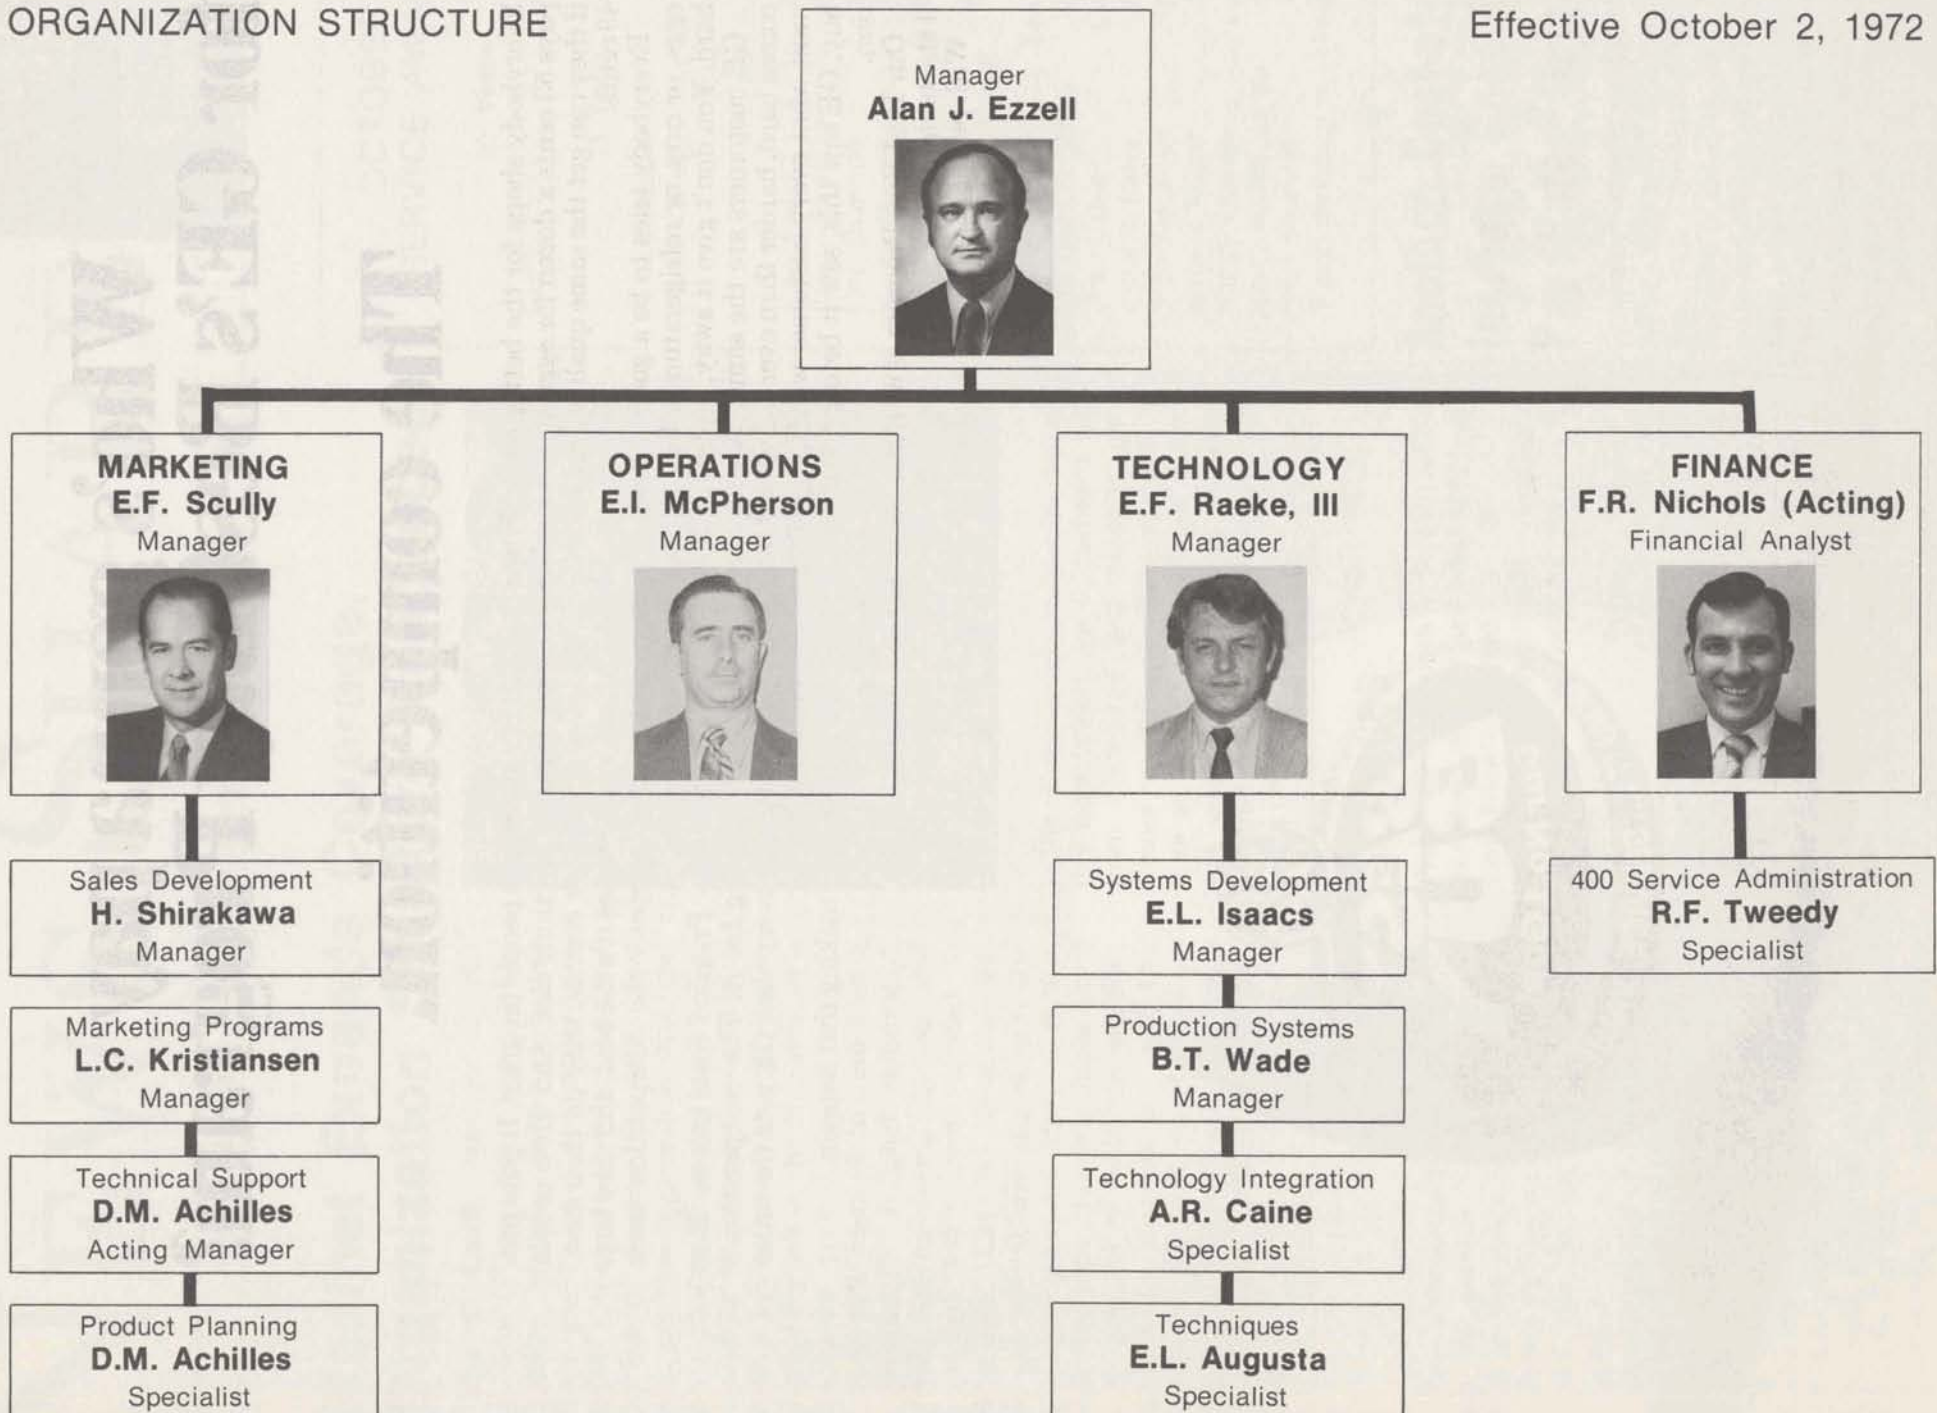 ORGANIZATION STRUCTURE
Effective October 2, 1972
Manager
Alan J. Ezzell
MARKETING
E.F. Scully
Manager
OPERATIONS
E.I. McPherson
Manager
TECHNOLOGY
E.F. Raeke, III
Manager
FINANCE
F.R. Nichols (Acting)
Financial Analyst
Sales Development
H. Shirakawa
Manager
Marketing Programs
L.C. Kristiansen
Manager
Technical Support
D.M. Achilles
Acting Manager
Product Planning
D.M. Achilles
Specialist
Systems Development
E.L. Isaacs
Manager
Production Systems
B.T. Wade
Manager
Technology Integration
A.R. Caine
Specialist
Techniques
E.L. Augusta
Specialist
400 Service Administration
R.F. Tweedy
Specialist